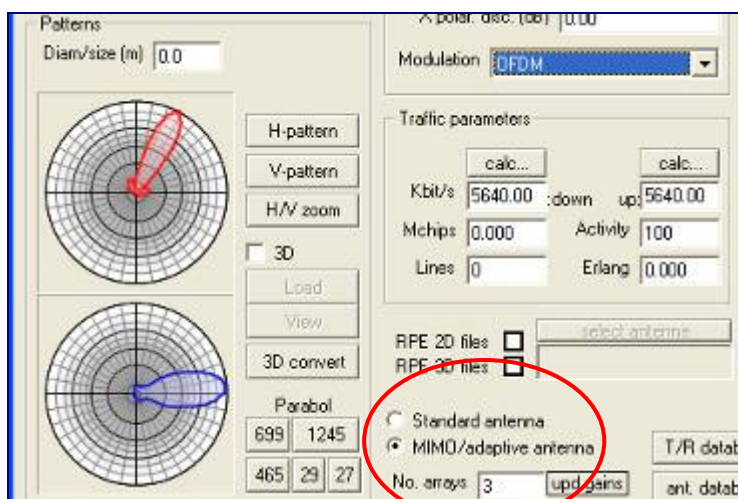 Patterns
Diam/size (m) 0.0
H-pattern
V-pattern
H/V zoom
3D
Load
View
3D convert
Parabol
699 1245
465 29 27
X polar. disc. (dB) 0.00
Modulation OFDM
Traffic parameters
calc... calc...
Kbit/s 5640.00 :down up: 5640.00
Mchips 0.000 Activity 100
Lines 0 Erlang 0.000
RPE 2D files select antenne
RPE 3D files
Standard antenna
MIMO/adaptive antenna T/R datab
No. arrays 3 upd gains ant. datab